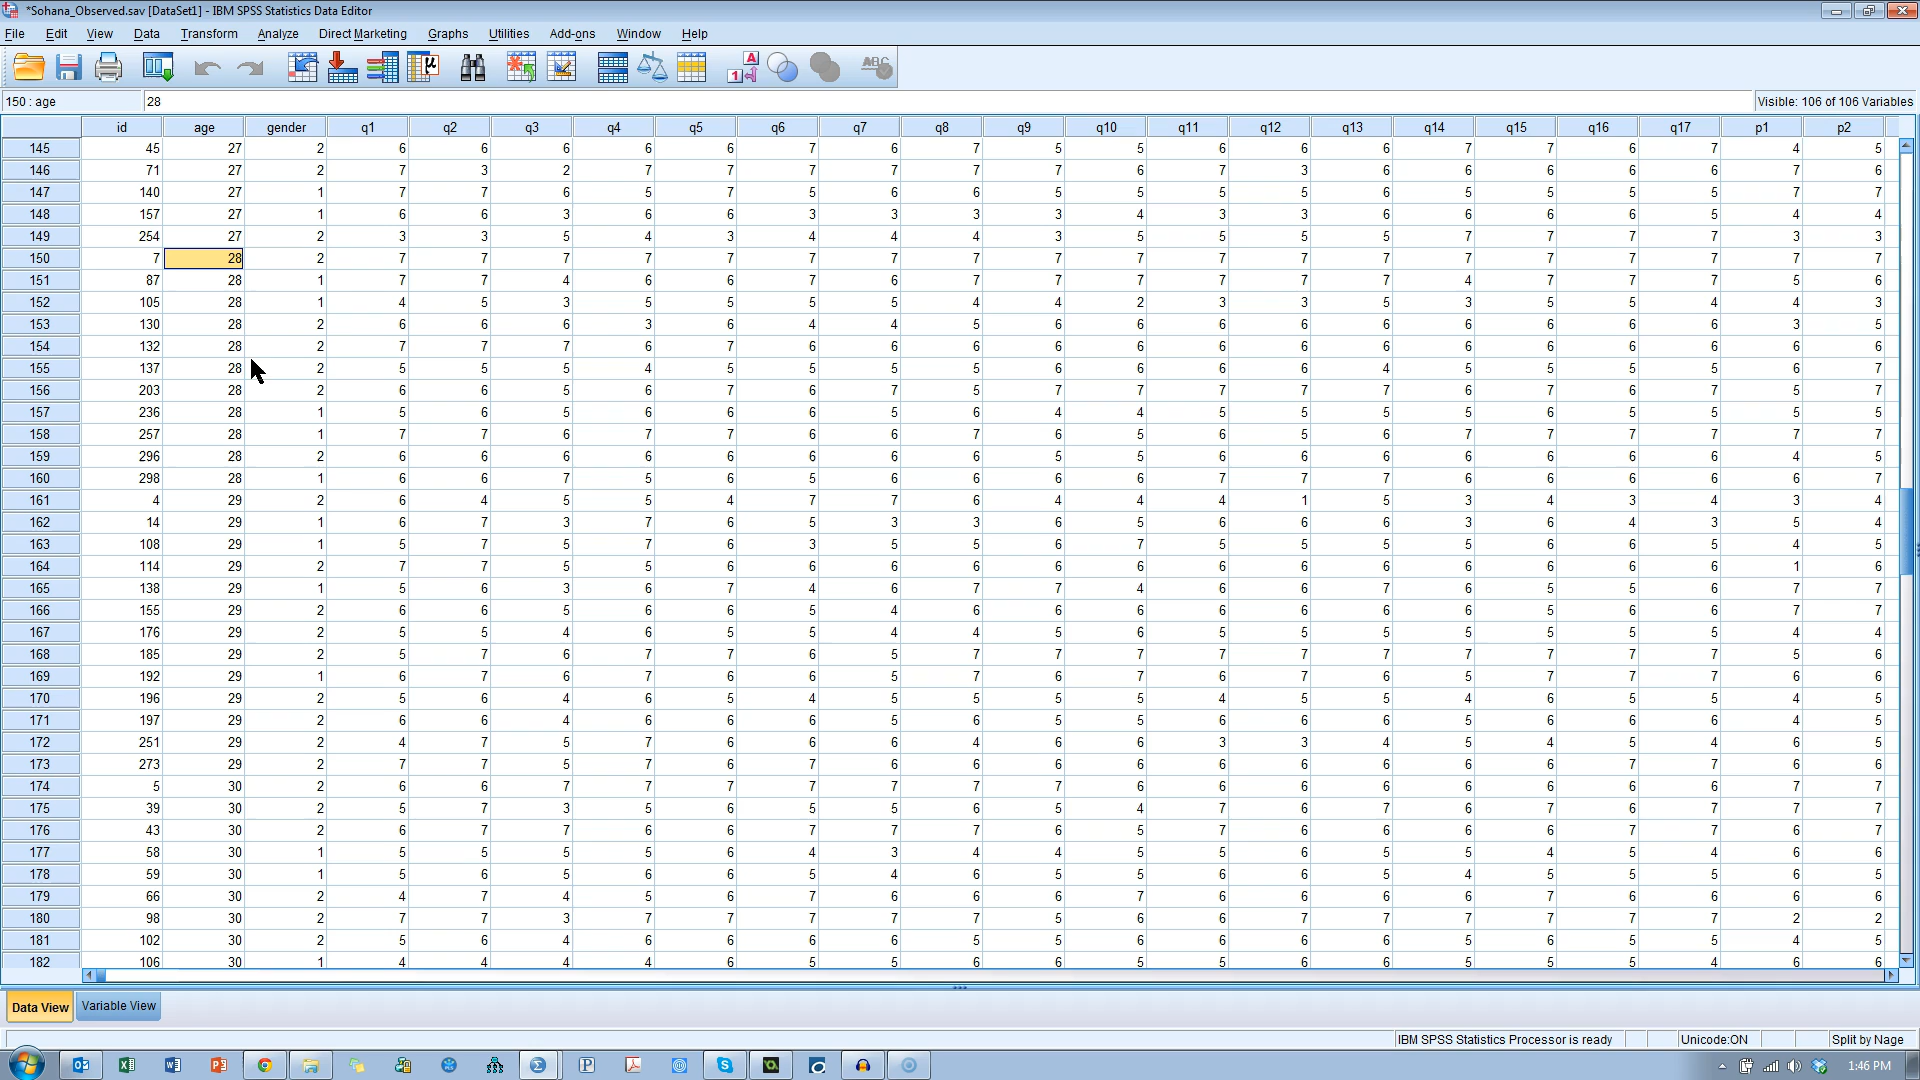 *Sohana_Observed.sav [DataSet1] - IBM SPSS Statistics Data Editor
File Edit View Data Transform Analyze Direct Marketing Graphs Utilities Add-ons Window Help
150 : age 28 Visible: 106 of 106 Variables
id age gender q1 q2 q3 q4 q5 q6 q7 q8 q9 q10 q11 q12 q13 q14 q15 q16 q17 p1 p2
145 45 27 2 6 6 6 6 6 7 6 7 5 5 6 6 6 7 7 6 7 4 5
146 71 27 2 7 3 2 7 7 7 7 7 7 6 7 3 6 6 6 6 6 7 6
147 140 27 1 7 7 6 5 7 5 6 6 5 5 5 5 6 5 5 5 5 7 7
148 157 27 1 6 6 3 6 6 3 3 3 3 4 3 3 6 6 6 6 5 4 4
149 254 27 2 3 3 5 4 3 4 4 4 3 5 5 5 5 7 7 7 7 3 3
150 7 28 2 7 7 7 7 7 7 7 7 7 7 7 7 7 7 7 7 7 7 7
151 87 28 1 7 7 4 6 6 7 6 7 7 7 7 7 7 4 7 7 7 5 6
152 105 28 1 4 5 3 5 5 5 5 4 4 2 3 3 5 3 5 5 4 4 3
153 130 28 2 6 6 6 3 6 4 4 5 6 6 6 6 6 6 6 6 6 3 5
154 132 28 2 7 7 7 6 7 6 6 6 6 6 6 6 6 6 6 6 6 6 6
155 137 28 2 5 5 5 4 5 5 5 5 6 6 6 6 4 5 5 5 5 6 7
156 203 28 2 6 6 5 6 7 6 7 5 7 7 7 7 7 6 7 6 7 5 7
157 236 28 1 5 6 5 6 6 6 5 6 4 4 5 5 5 5 6 5 5 5 5
158 257 28 1 7 7 6 7 7 6 6 7 6 5 6 5 6 7 7 7 7 7 7
159 296 28 2 6 6 6 6 6 6 6 6 5 5 6 6 6 6 6 6 6 4 5
160 298 28 1 6 6 7 5 6 5 6 6 6 6 7 7 7 6 6 6 6 6 7
161 4 29 2 6 4 5 5 4 7 7 6 4 4 4 1 5 3 4 3 4 3 4
162 14 29 1 6 7 3 7 6 5 3 3 6 5 6 6 6 3 6 4 3 5 4
163 108 29 1 5 7 5 7 6 3 5 5 6 7 5 5 5 5 6 6 5 4 5
164 114 29 2 7 7 5 5 6 6 6 6 6 6 6 6 6 6 6 6 6 1 6
165 138 29 1 5 6 3 6 7 4 6 7 7 4 6 6 7 6 5 5 6 7 7
166 155 29 2 6 6 5 6 6 5 4 6 6 6 6 6 6 6 6 6 6 7 7
167 176 29 2 5 5 4 6 5 5 4 4 5 6 5 5 5 5 5 5 5 4 4
168 185 29 2 5 7 6 7 7 6 5 7 7 7 7 7 7 7 7 7 7 5 6
169 192 29 1 6 7 6 7 6 6 5 7 6 7 6 7 6 5 7 7 7 6 6
170 196 29 2 5 6 4 6 5 4 5 5 5 5 4 5 5 4 6 5 5 4 5
171 197 29 2 6 6 4 6 6 6 5 6 5 5 6 6 6 5 6 6 6 4 5
172 251 29 2 4 7 5 7 6 6 6 4 6 6 3 3 4 5 4 5 4 6 5
173 273 29 2 7 7 5 7 6 7 6 6 6 6 6 6 6 6 6 7 7 6 6
174 5 30 2 6 6 7 7 7 7 7 7 7 6 6 6 6 6 6 6 6 7 7
175 39 30 2 5 7 3 5 6 5 5 6 5 4 7 6 7 6 7 6 7 7 7
176 43 30 2 6 7 7 6 6 7 7 7 6 5 7 6 6 6 6 7 7 6 7
177 58 30 1 5 5 5 5 6 4 3 4 4 5 5 6 5 5 4 5 4 6 6
178 59 30 1 5 6 5 6 6 5 4 6 5 5 6 6 5 4 5 5 5 6 5
179 66 30 2 4 7 4 5 6 7 6 6 6 7 6 6 6 6 7 6 6 6 6
180 98 30 2 7 7 3 7 7 7 7 7 5 6 6 7 7 7 7 7 7 2 2
181 102 30 2 5 6 4 6 6 6 6 5 5 6 6 6 6 5 6 5 5 4 5
182 106 30 1 4 4 4 4 6 5 5 6 6 5 5 6 6 5 5 5 4 6 6
Data View Variable View
IBM SPSS Statistics Processor is ready Unicode:ON Split by Nage
1:46 PM